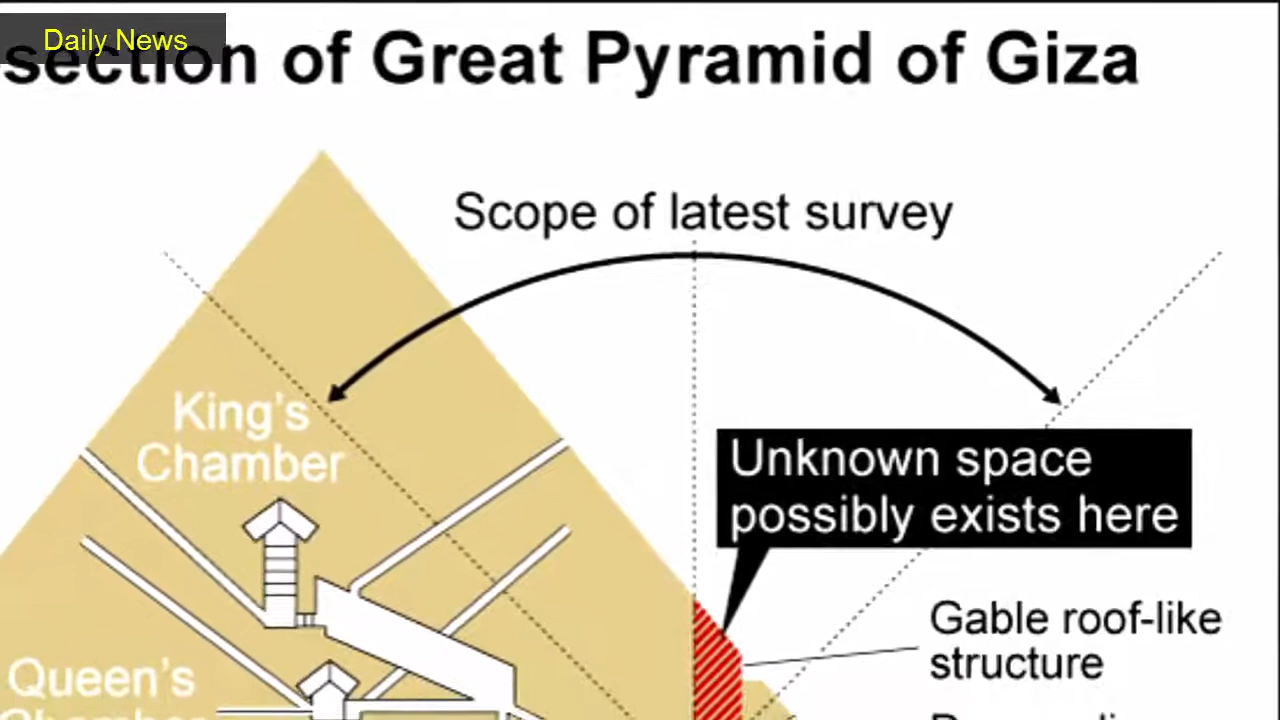 Daily News
section of Great Pyramid of Giza
Scope of latest survey
King's
Chamber
Unknown space
possibly exists here
Gable roof-like
structure
Queen's
Chamber